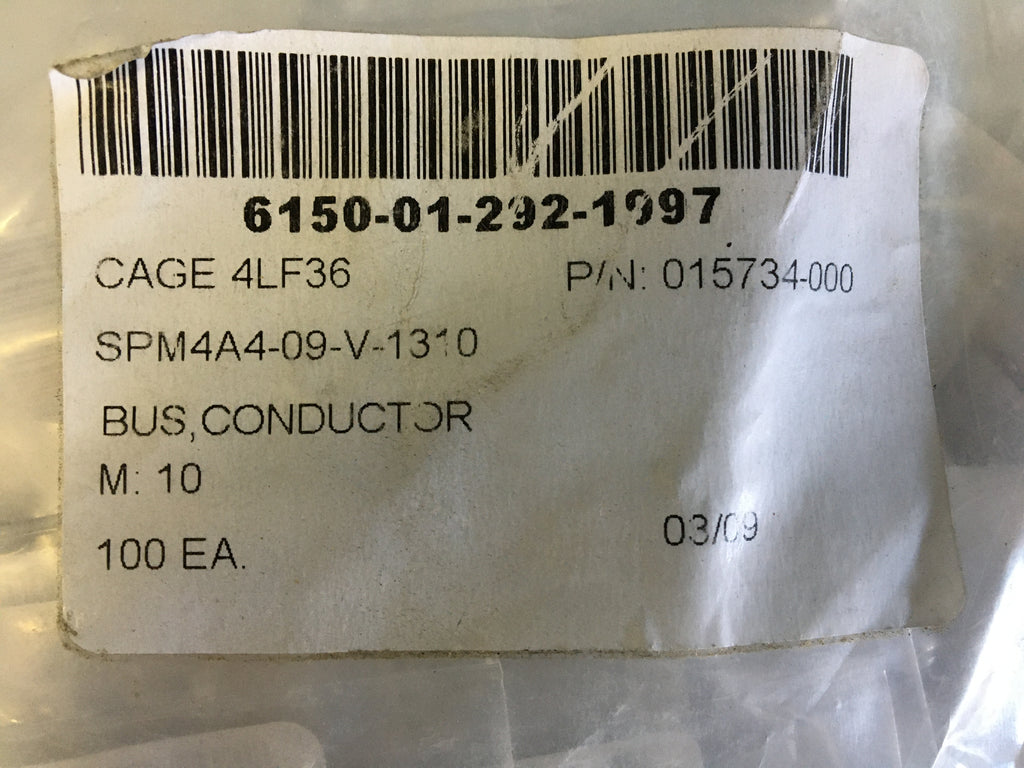 6150-01-292-1997
CAGE 4LF36 P/N: 015734-000
SPM4A4-09-V-1310
BUS,CONDUCTOR
M: 10
100 EA. 03/09